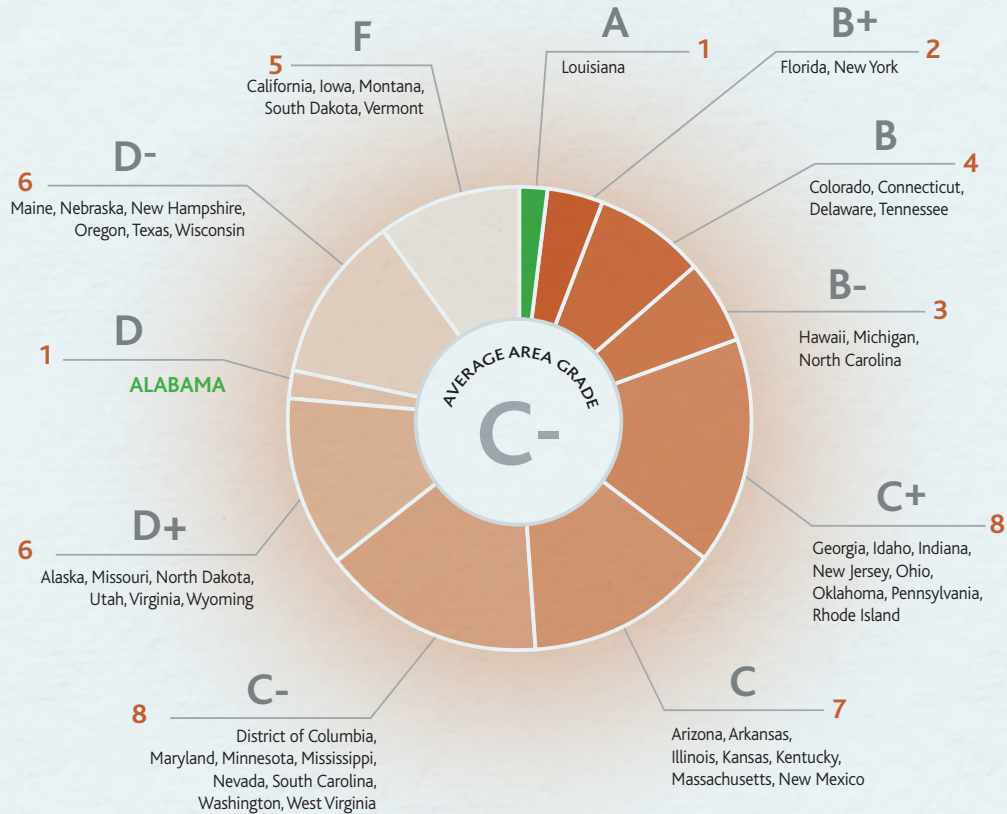 A
1
Louisiana
B+
2
Florida, New York
B
4
Colorado, Connecticut,
Delaware, Tennessee
B-
3
Hawaii, Michigan,
North Carolina
C+
8
Georgia, Idaho, Indiana,
New Jersey, Ohio,
Oklahoma, Pennsylvania,
Rhode Island
C
7
Arizona, Arkansas,
Illinois, Kansas, Kentucky,
Massachusetts, New Mexico
C-
8
District of Columbia,
Maryland, Minnesota, Mississippi,
Nevada, South Carolina,
Washington, West Virginia
D+
6
Alaska, Missouri, North Dakota,
Utah, Virginia, Wyoming
D
1
ALABAMA
D-
6
Maine, Nebraska, New Hampshire,
Oregon, Texas, Wisconsin
F
5
California, Iowa, Montana,
South Dakota, Vermont
AVERAGE AREA GRADE
C-